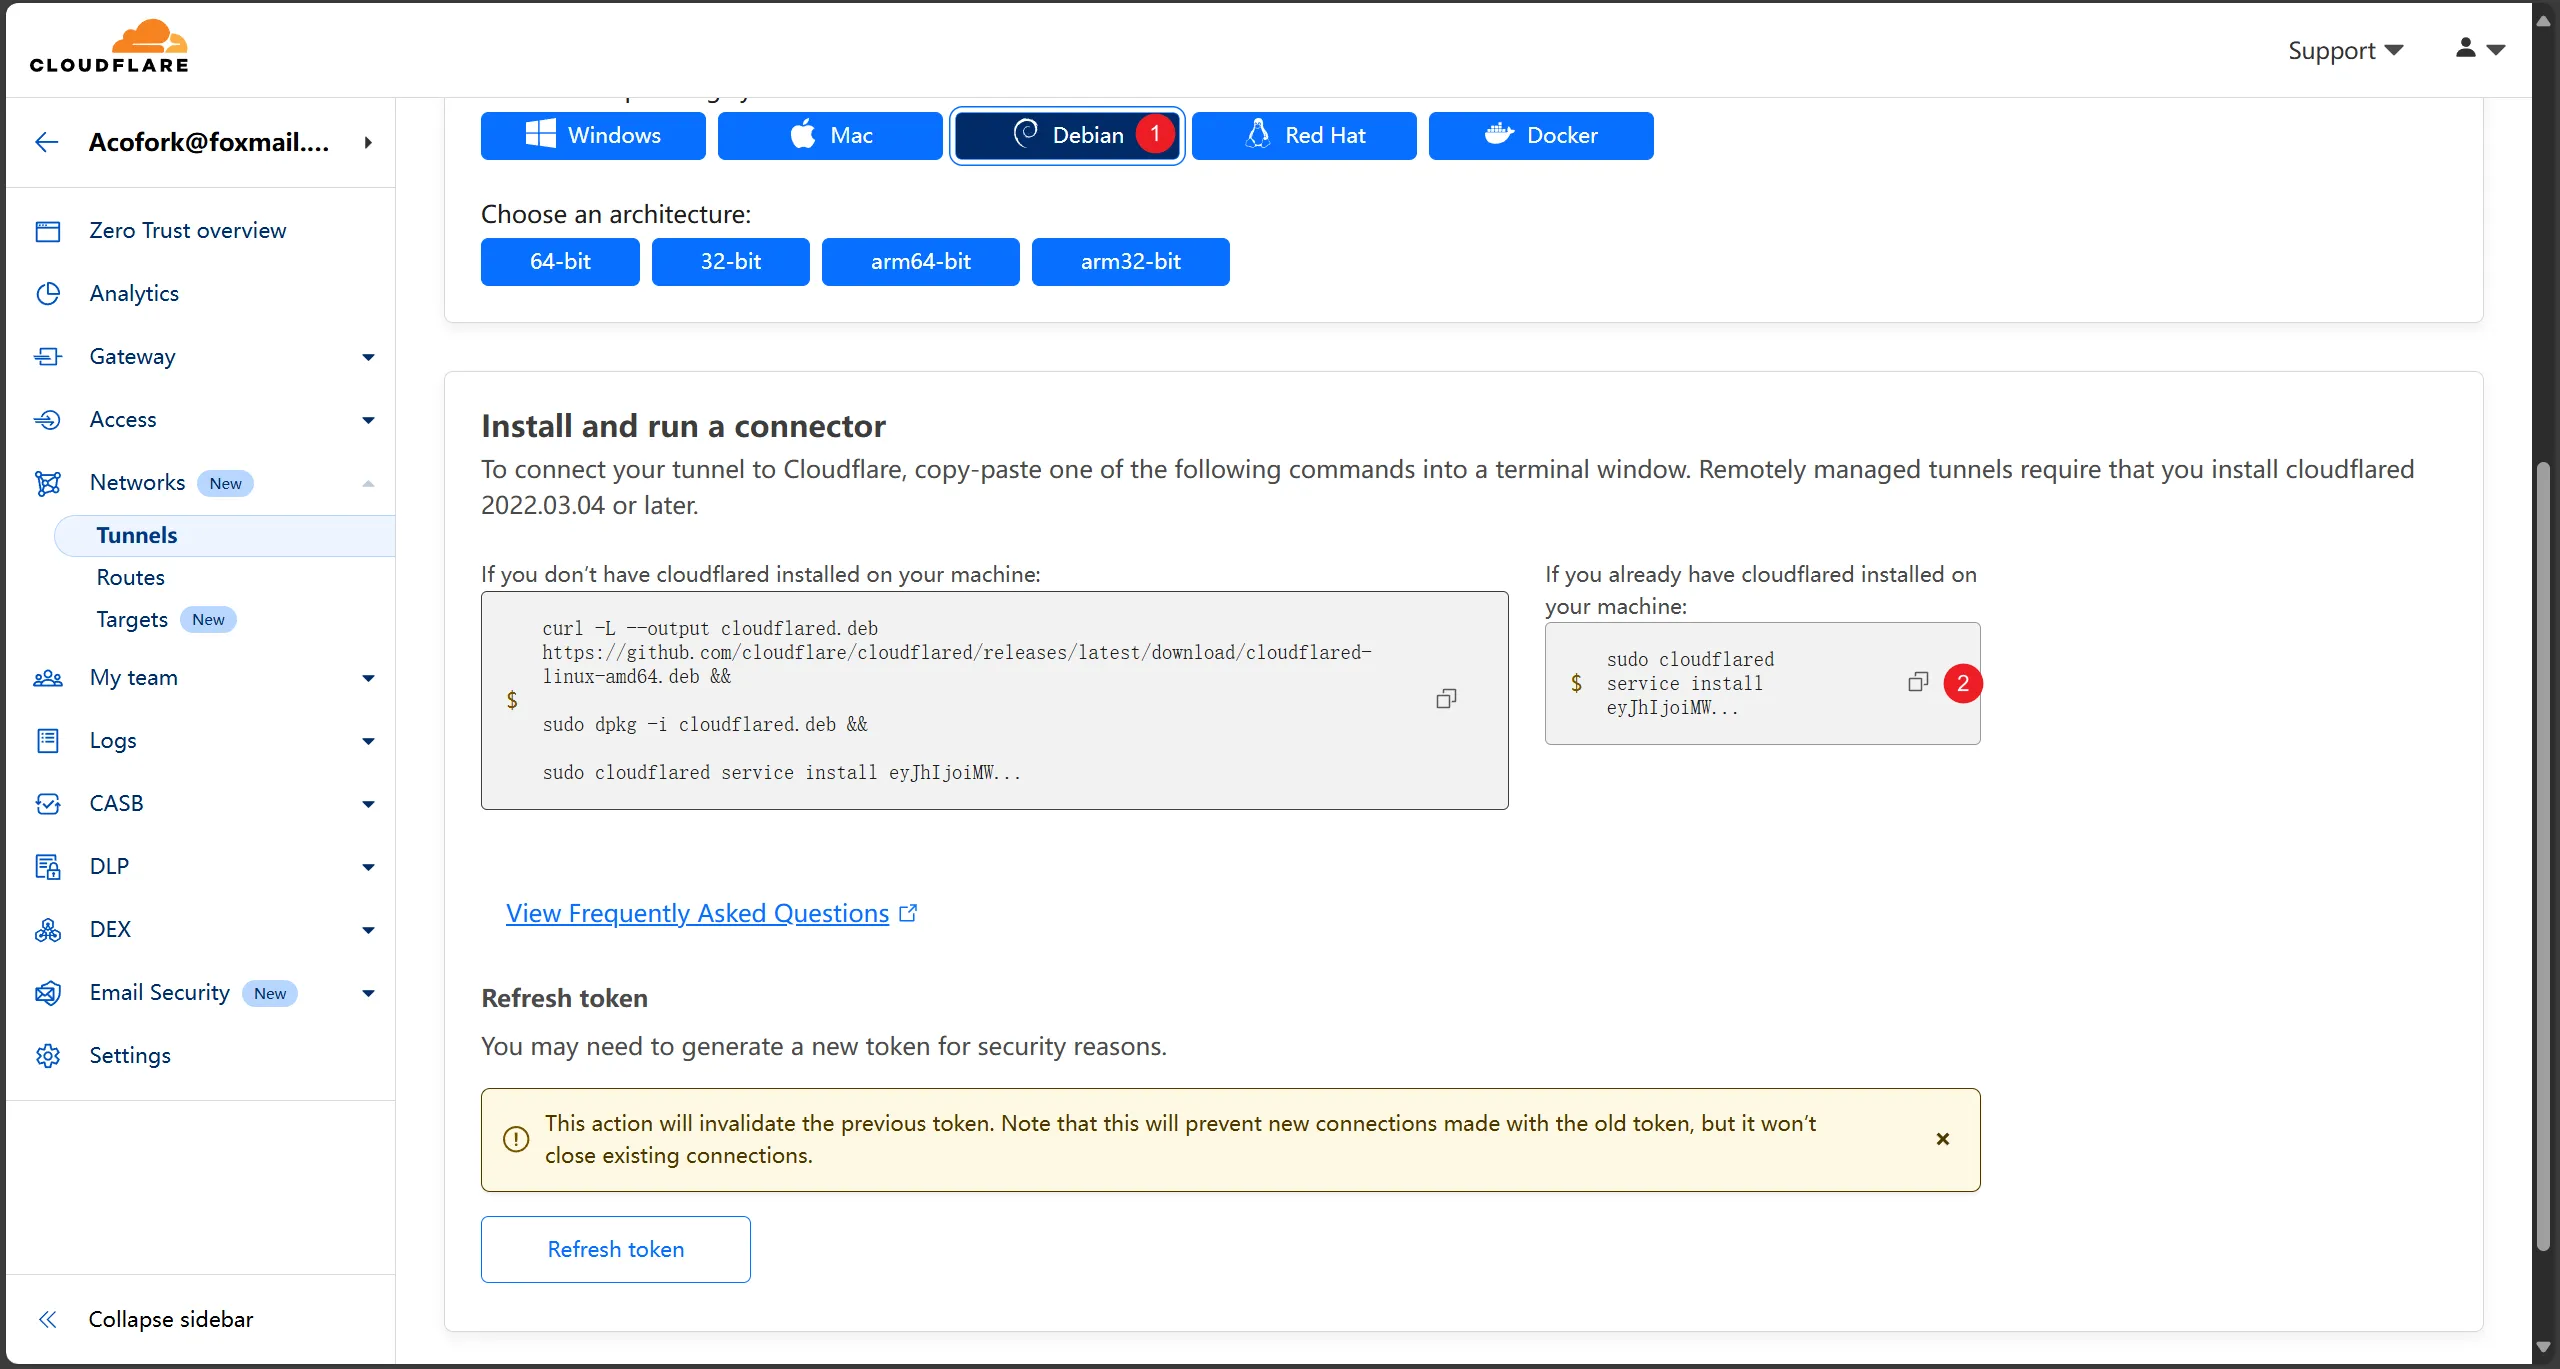 CLOUDFLARE
Support
Acofork@foxmail....
Zero Trust overview
Analytics
Gateway
Access
Networks New
Tunnels
Routes
Targets New
My team
Logs
CASB
DLP
DEX
Email Security New
Settings
Collapse sidebar
Windows
Mac
Debian 1
Red Hat
Docker
Choose an architecture:
64-bit
32-bit
arm64-bit
arm32-bit
Install and run a connector
To connect your tunnel to Cloudflare, copy-paste one of the following commands into a terminal window. Remotely managed tunnels require that you install cloudflared
2022.03.04 or later.
If you don’t have cloudflared installed on your machine:
$
curl -L --output cloudflared.deb
https://github.com/cloudflare/cloudflared/releases/latest/download/cloudflared-
linux-amd64.deb &&
sudo dpkg -i cloudflared.deb &&
sudo cloudflared service install eyJhIjoiMW...
If you already have cloudflared installed on
your machine:
$
sudo cloudflared
service install
eyJhIjoiMW...
2
View Frequently Asked Questions
Refresh token
You may need to generate a new token for security reasons.
This action will invalidate the previous token. Note that this will prevent new connections made with the old token, but it won’t
close existing connections.
Refresh token